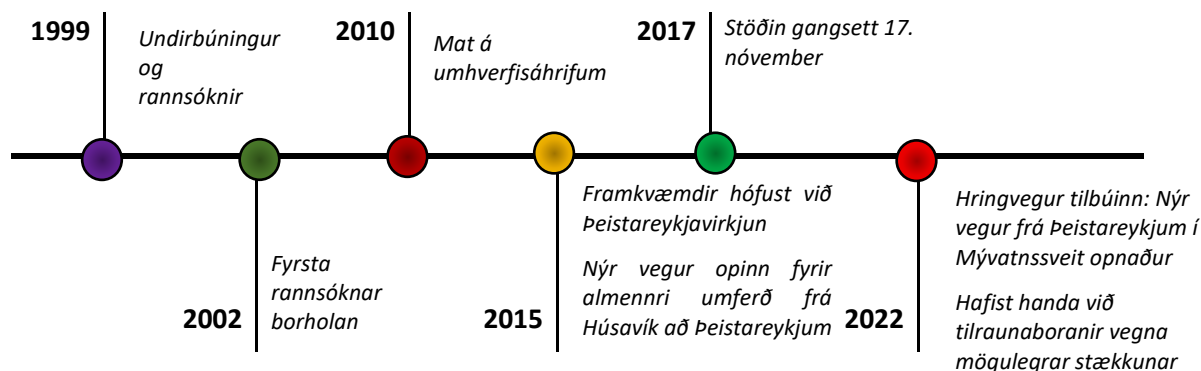 1999
Undirbúningur
og
rannsóknir
2002
Fyrsta
rannsóknar
borholan
2010
Mat á
umhverfisáhrifum
2015
Framkvæmdir hófust við
Þeistareykjavirkjun
Nýr vegur opinn fyrir
almennri umferð frá
Húsavík að Þeistareykjum
2017
Stöðin gangsett 17.
nóvember
2022
Hringvegur tilbúinn: Nýr
vegur frá Þeistareykjum í
Mývatnssveit opnaður
Hafist handa við
tilraunaboranir vegna
mögulegrar stækkunar